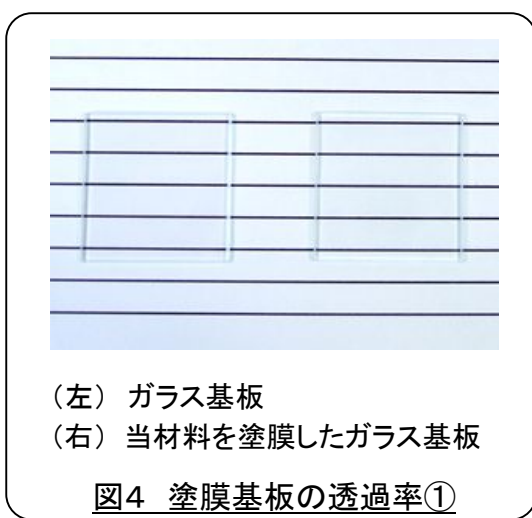 （左） ガラス基板
（右） 当材料を塗膜したガラス基板
図４ 塗膜基板の透過率①